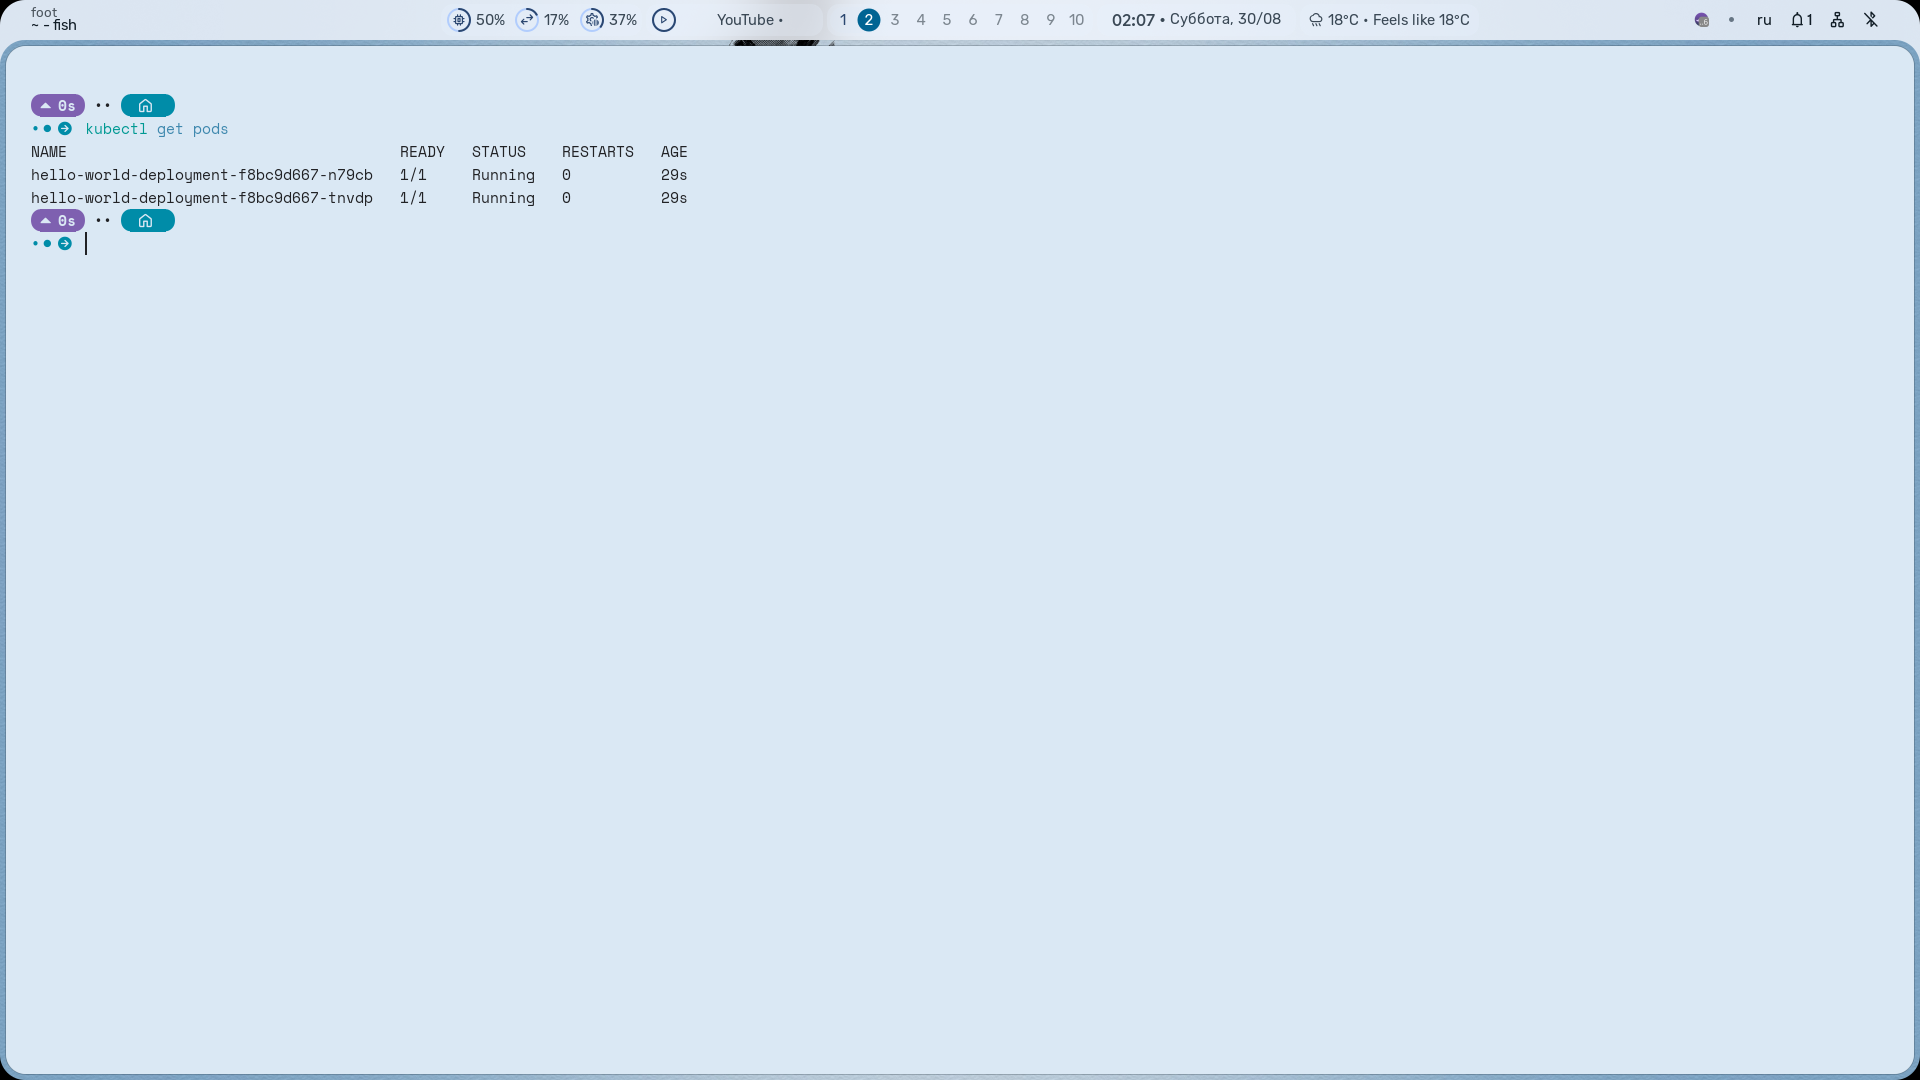 foot
~ - fish
50% 17% 37% YouTube • 1 2 3 4 5 6 7 8 9 10 02:07 • Суббота, 30/08 18°C • Feels like 18°C ru 1
0s ••
kubectl get pods
NAME READY STATUS RESTARTS AGE
hello-world-deployment-f8bc9d667-n79cb 1/1 Running 0 29s
hello-world-deployment-f8bc9d667-tnvdp 1/1 Running 0 29s
0s ••